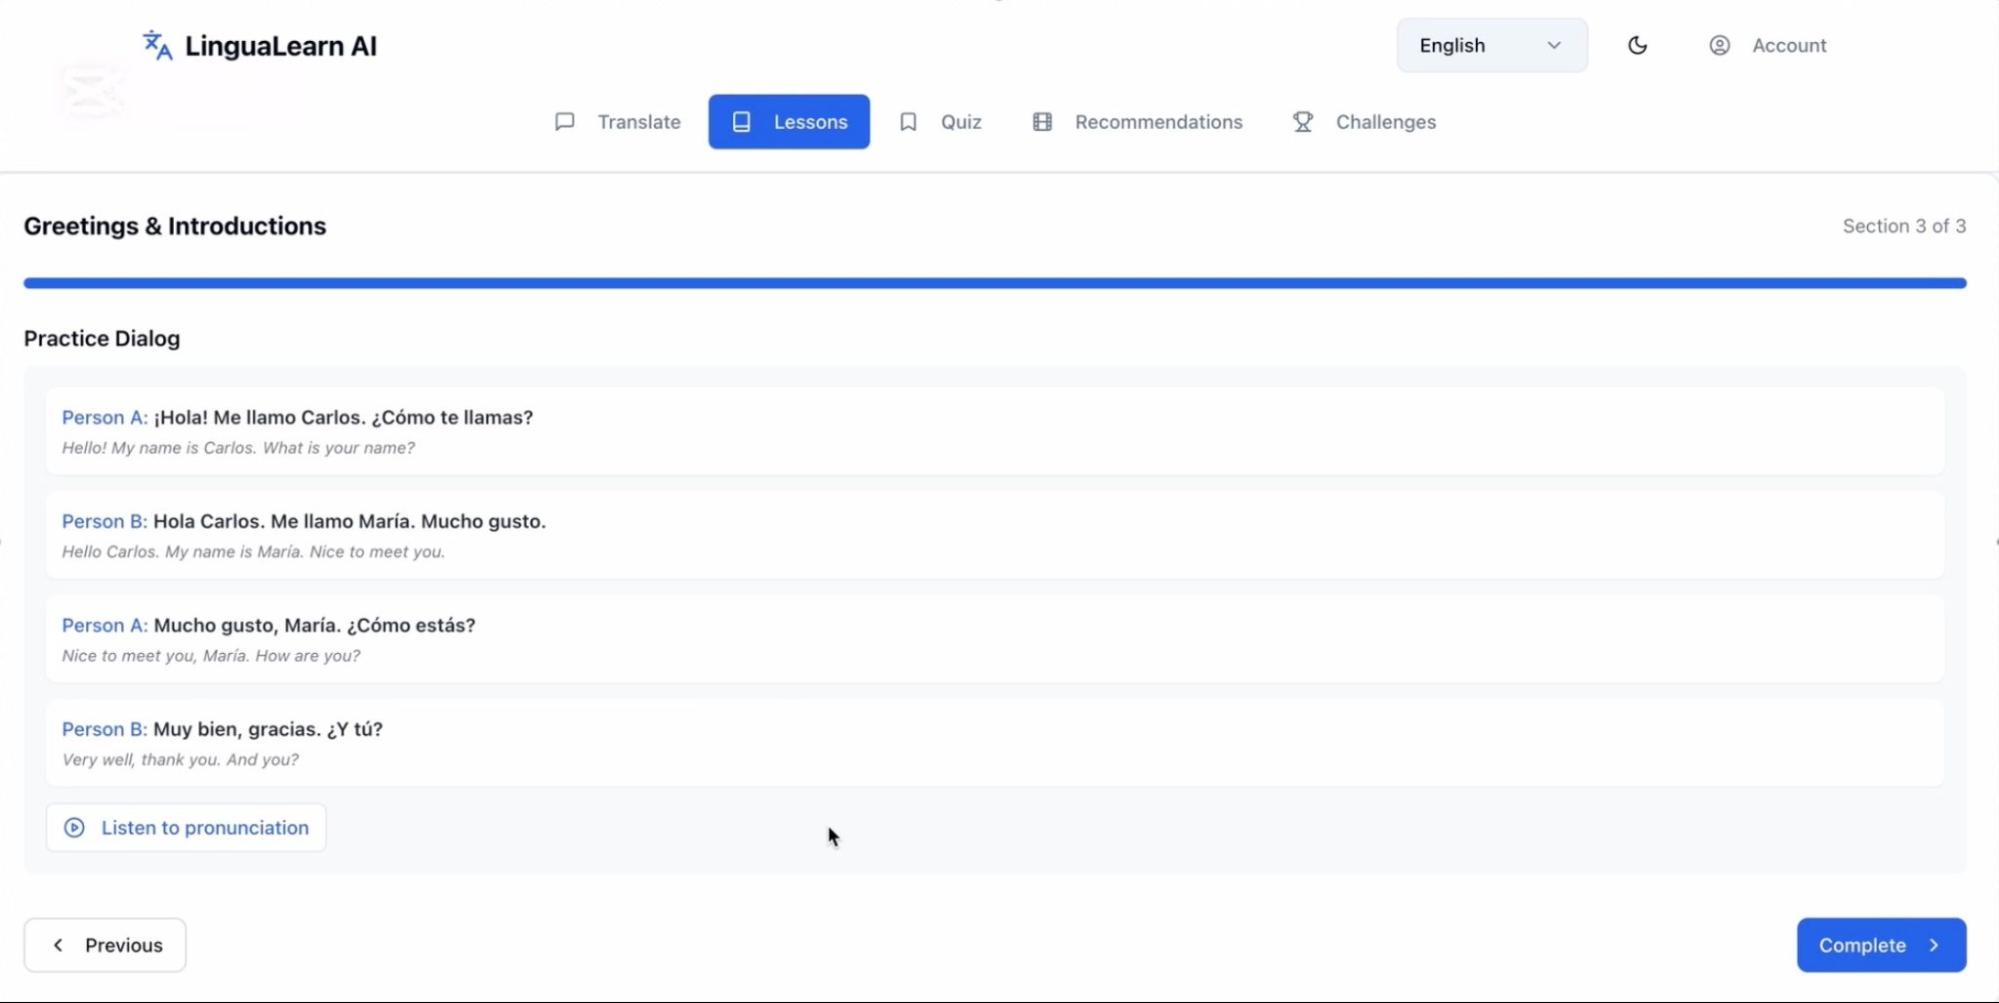 LinguaLearn AI
English
Account
Translate
Lessons
Quiz
Recommendations
Challenges
Greetings & Introductions
Section 3 of 3
Practice Dialog
Person A: ¡Hola! Me llamo Carlos. ¿Cómo te llamas?
Hello! My name is Carlos. What is your name?
Person B: Hola Carlos. Me llamo María. Mucho gusto.
Hello Carlos. My name is María. Nice to meet you.
Person A: Mucho gusto, María. ¿Cómo estás?
Nice to meet you, María. How are you?
Person B: Muy bien, gracias. ¿Y tú?
Very well, thank you. And you?
Listen to pronunciation
Previous
Complete